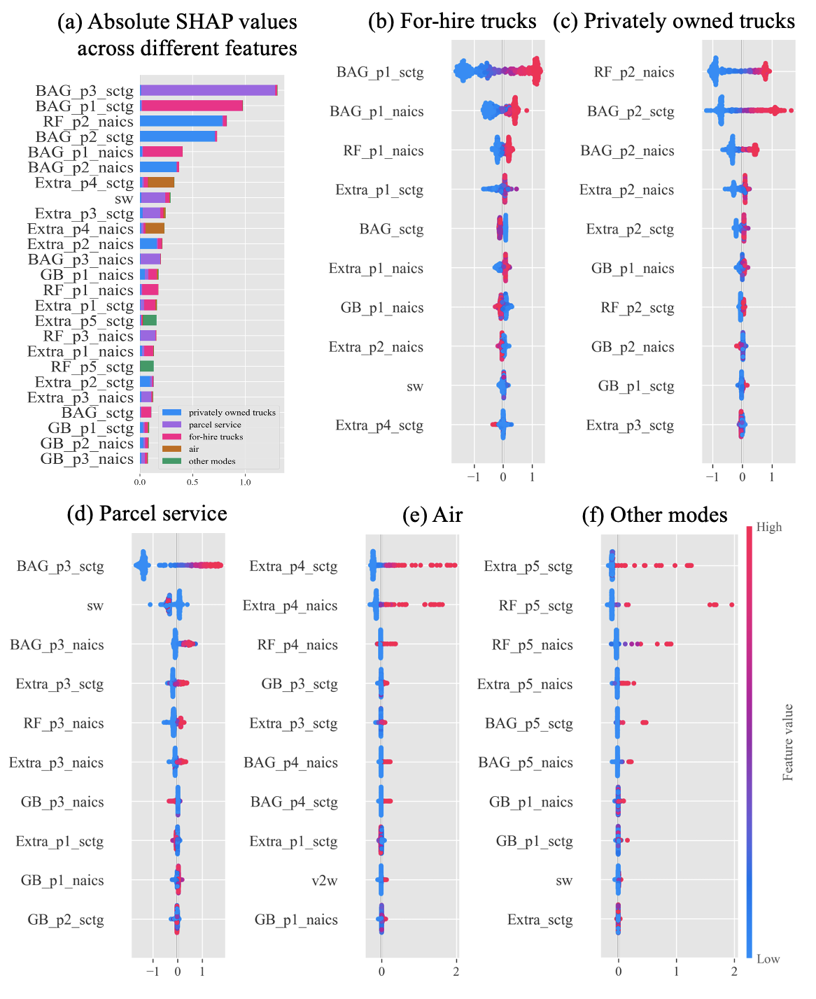 (a) Absolute SHAP values
across different features
BAG_p3_sctg
BAG_p1_sctg
RF_p2_naics
BAG_p2_sctg
BAG_p1_naics
BAG_p2_naics
Extra_p4_sctg
sw
Extra_p3_sctg
Extra_p4_naics
Extra_p2_naics
BAG_p3_naics
GB_p1_naics
RF_p1_naics
Extra_p1_sctg
Extra_p5_sctg
RF_p3_naics
Extra_p1_naics
RF_p5_sctg
Extra_p2_sctg
Extra_p3_naics
BAG_sctg
GB_p1_sctg
GB_p2_naics
GB_p3_naics
privately owned trucks
parcel service
for-hire trucks
air
other modes
0.0 0.5 1.0
(b) For-hire trucks
BAG_p1_sctg
BAG_p1_naics
RF_p1_naics
Extra_p1_sctg
BAG_sctg
Extra_p1_naics
GB_p1_naics
Extra_p2_naics
sw
Extra_p4_sctg
−1 0 1
(c) Privately owned trucks
RF_p2_naics
BAG_p2_sctg
BAG_p2_naics
Extra_p2_naics
Extra_p2_sctg
GB_p1_naics
RF_p2_sctg
GB_p2_naics
GB_p1_sctg
Extra_p3_sctg
−1 0 1
(d) Parcel service
BAG_p3_sctg
sw
BAG_p3_naics
Extra_p3_sctg
RF_p3_naics
Extra_p3_naics
GB_p3_naics
Extra_p1_sctg
GB_p1_naics
GB_p2_sctg
−1 0 1
(e) Air
Extra_p4_sctg
Extra_p4_naics
RF_p4_naics
GB_p3_sctg
Extra_p3_sctg
BAG_p4_naics
BAG_p4_sctg
Extra_p1_sctg
v2w
GB_p1_naics
0 2
(f) Other modes
Extra_p5_sctg
RF_p5_sctg
RF_p5_naics
Extra_p5_naics
BAG_p5_sctg
BAG_p5_naics
GB_p1_naics
GB_p1_sctg
sw
Extra_sctg
0 1 2
High
Feature value
Low